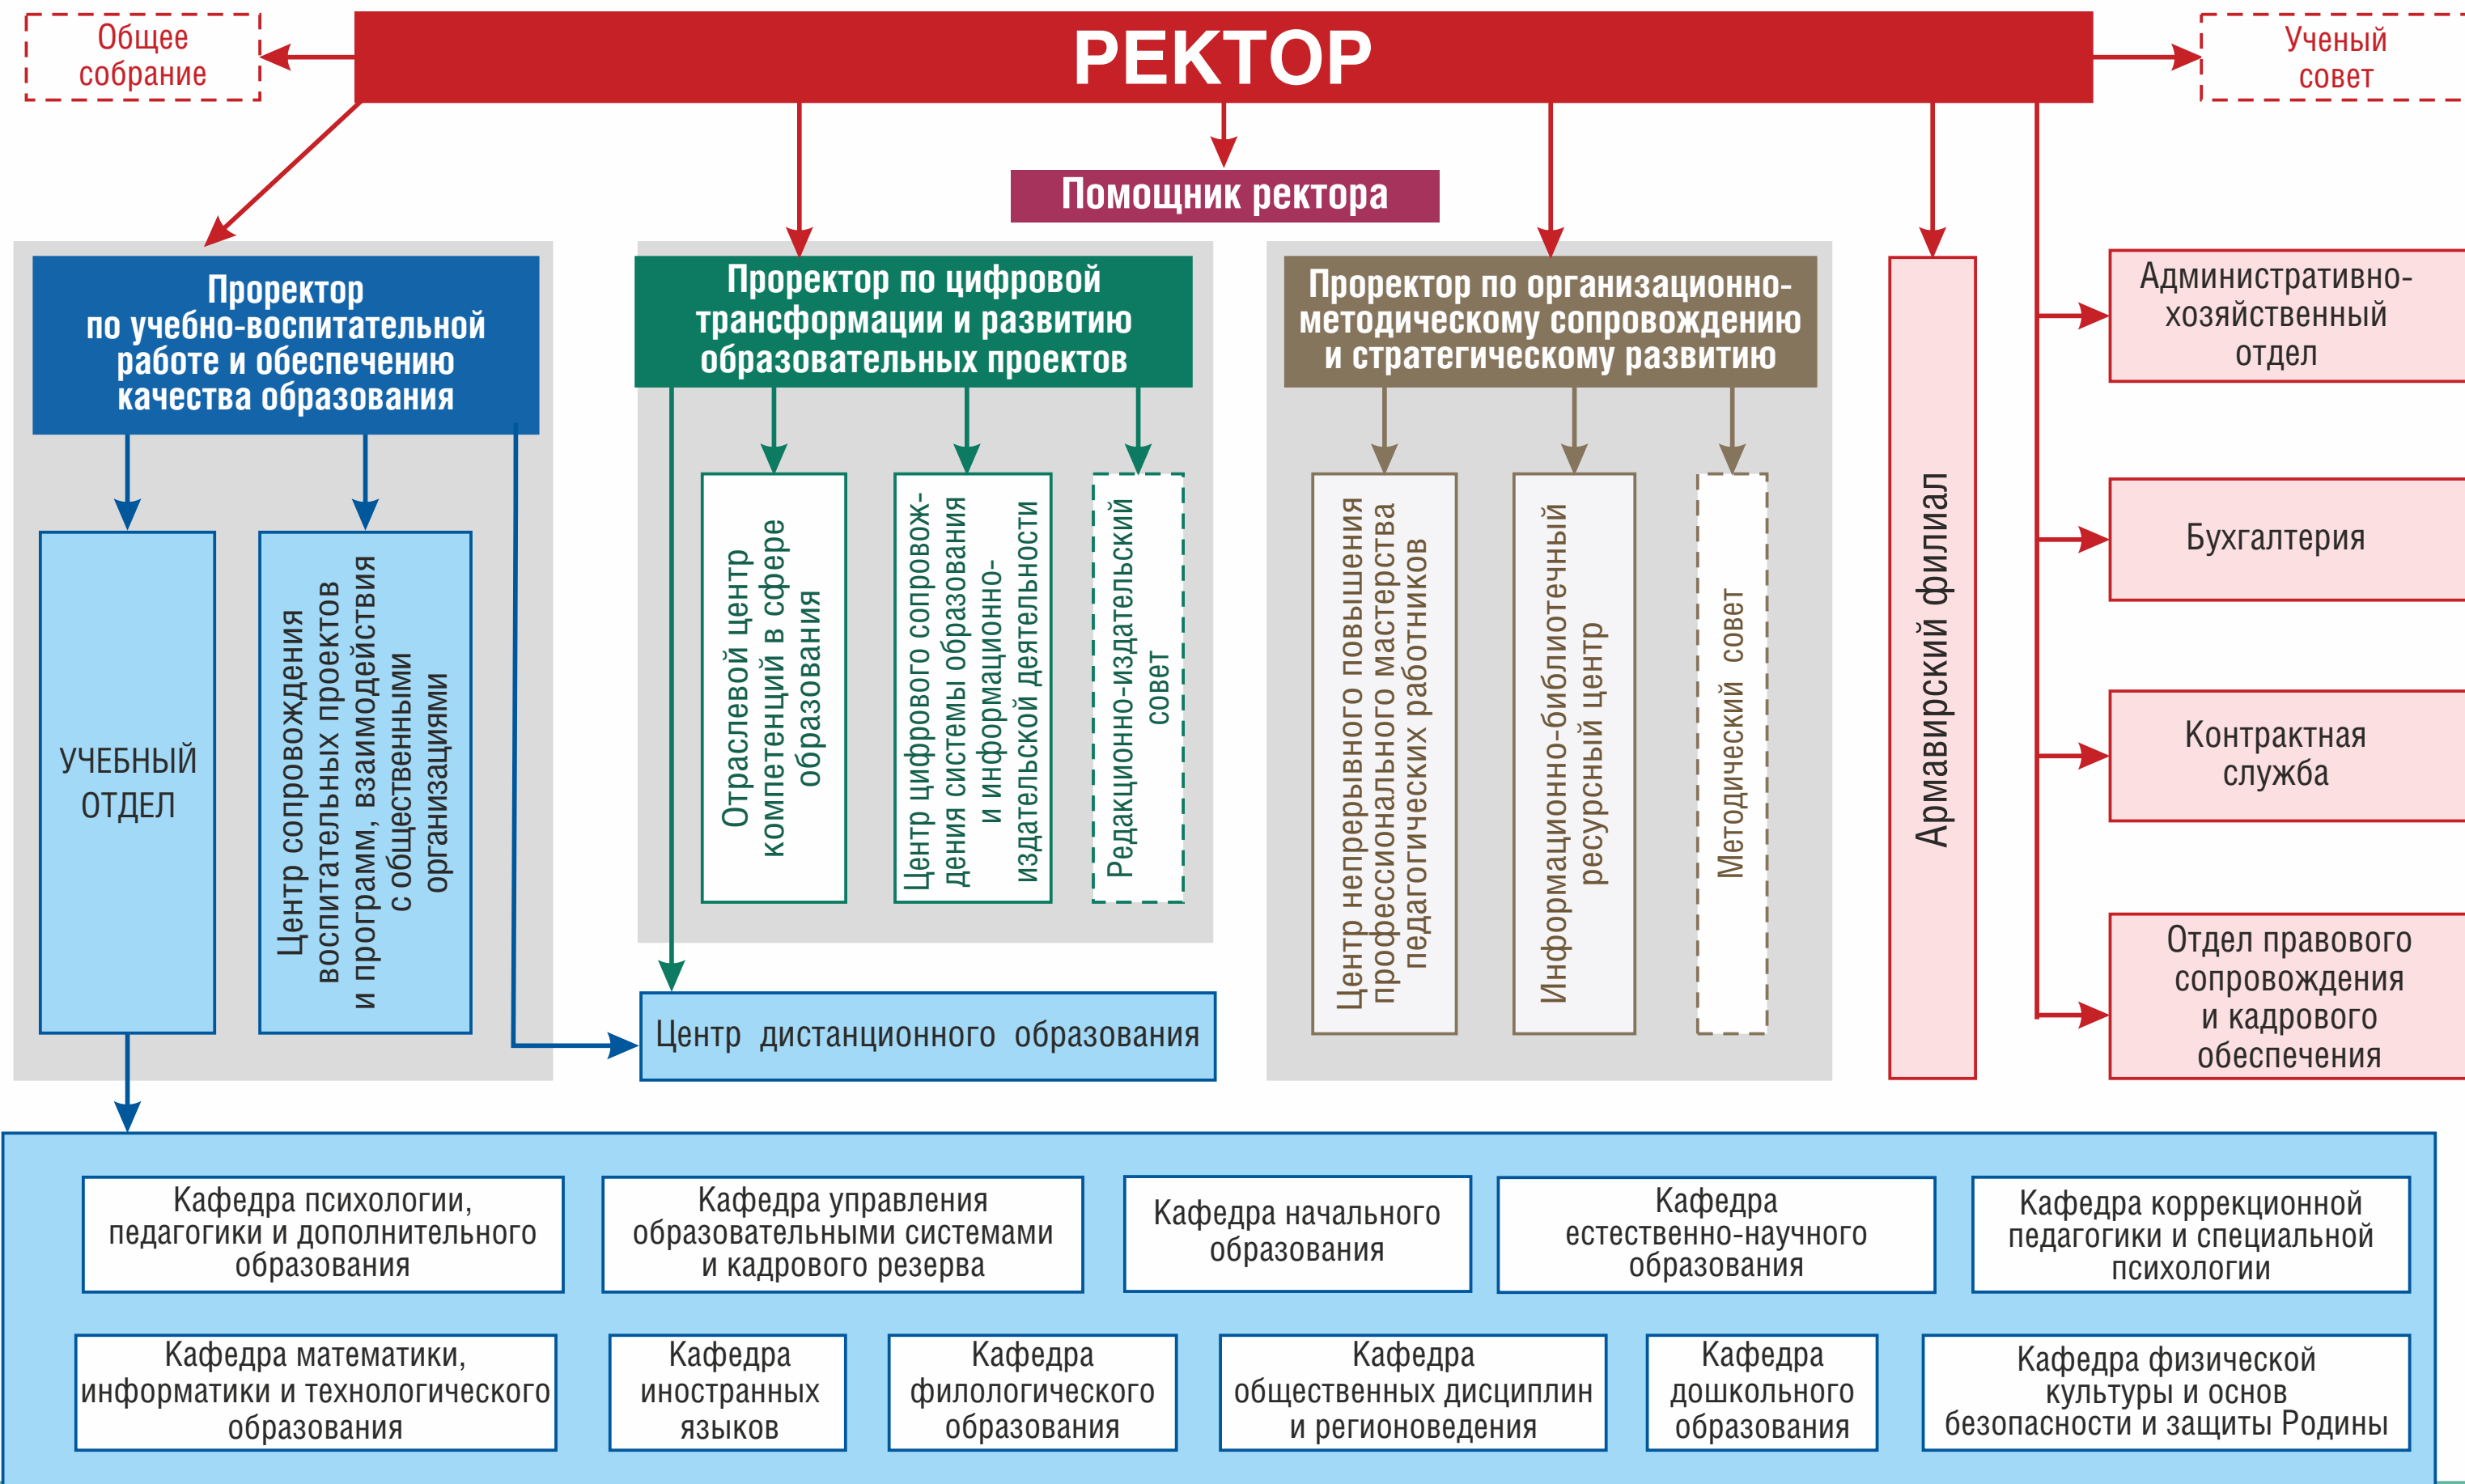 Общее
собрание
РЕКТОР
Ученый
совет
Помощник ректора
Проректор
по учебно-воспитательной
работе и обеспечению
качества образования
Проректор по цифровой
трансформации и развитию
образовательных проектов
Проректор по организационно-
методическому сопровождению
и стратегическому развитию
УЧЕБНЫЙ
ОТДЕЛ
Центр сопровождения
воспитательных проектов
и программ, взаимодействия
с общественными
организациями
Отраслевой центр
компетенций в сфере
образования
Центр цифрового сопровож-
дения системы образования
и информационно-
издательской деятельности
Редакционно-издательский
совет
Центр дистанционного образования
Центр непрерывного повышения
профессионального мастерства
педагогических работников
Информационно-библиотечный
ресурсный центр
Методический совет
Армавирский филиал
Административно-
хозяйственный
отдел
Бухгалтерия
Контрактная
служба
Отдел правового
сопровождения
и кадрового
обеспечения
Кафедра психологии,
педагогики и дополнительного
образования
Кафедра управления
образовательными системами
и кадрового резерва
Кафедра начального
образования
Кафедра
естественно-научного
образования
Кафедра коррекционной
педагогики и специальной
психологии
Кафедра математики,
информатики и технологического
образования
Кафедра
иностранных
языков
Кафедра
филологического
образования
Кафедра
общественных дисциплин
и регионоведения
Кафедра
дошкольного
образования
Кафедра физической
культуры и основ
безопасности и защиты Родины